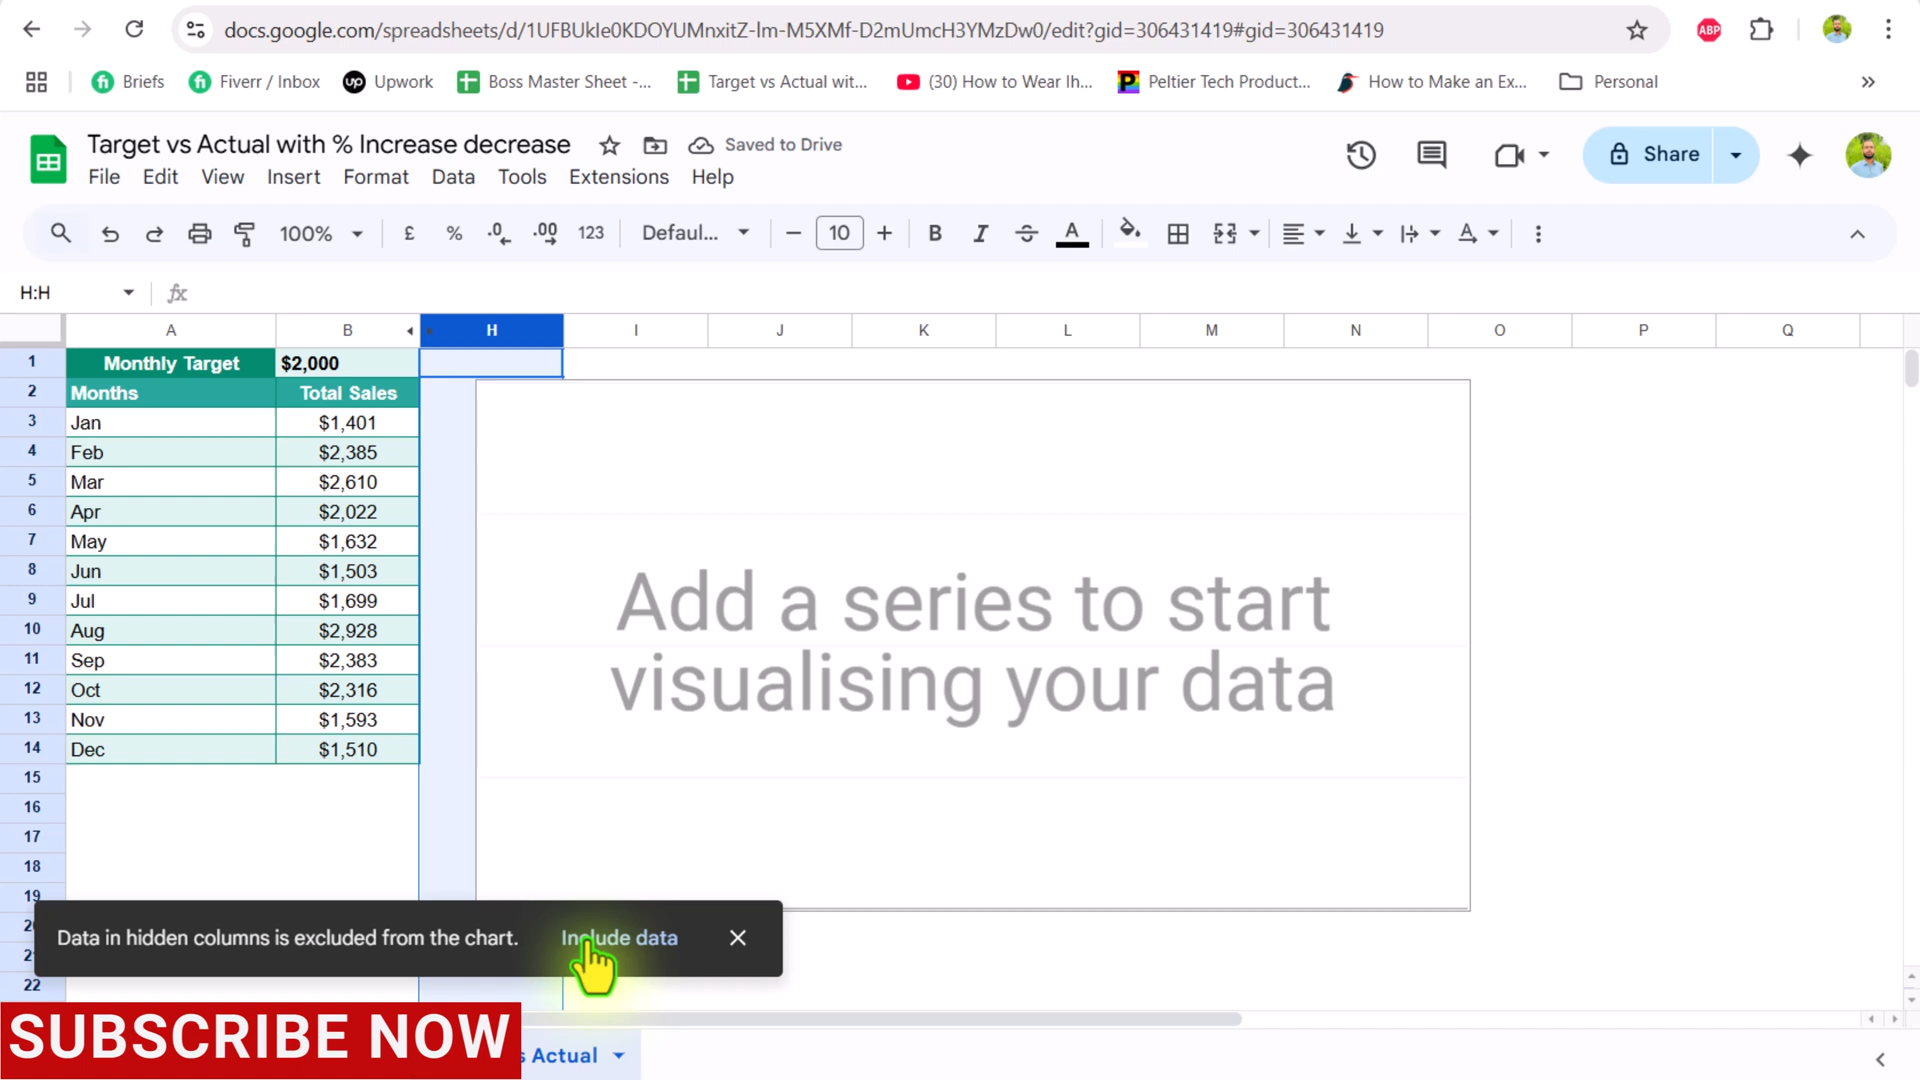 docs.google.com/spreadsheets/d/1UFBUkIe0KDOYUMnxitZ-lm-M5XMf-D2mUmcH3YMzDw0/edit?gid=306431419#gid=306431419
ABP
Briefs
Fiverr / Inbox
Upwork
Boss Master Sheet -...
Target vs Actual wit...
(30) How to Wear Ih...
Peltier Tech Product...
How to Make an Ex...
Personal
Target vs Actual with % Increase decrease
Saved to Drive
File Edit View Insert Format Data Tools Extensions Help
Share
100% £ % .0 .00 123 Defaul... 10 B I A
H:H fx
A B H I J K L M N O P Q
1 Monthly Target $2,000
2 Months Total Sales
3 Jan $1,401
4 Feb $2,385
5 Mar $2,610
6 Apr $2,022
7 May $1,632
8 Jun $1,503
9 Jul $1,699
10 Aug $2,928
11 Sep $2,383
12 Oct $2,316
13 Nov $1,593
14 Dec $1,510
15
16
17
18
19
22
Add a series to start
visualising your data
Data in hidden columns is excluded from the chart. Include data
SUBSCRIBE NOW
s Actual